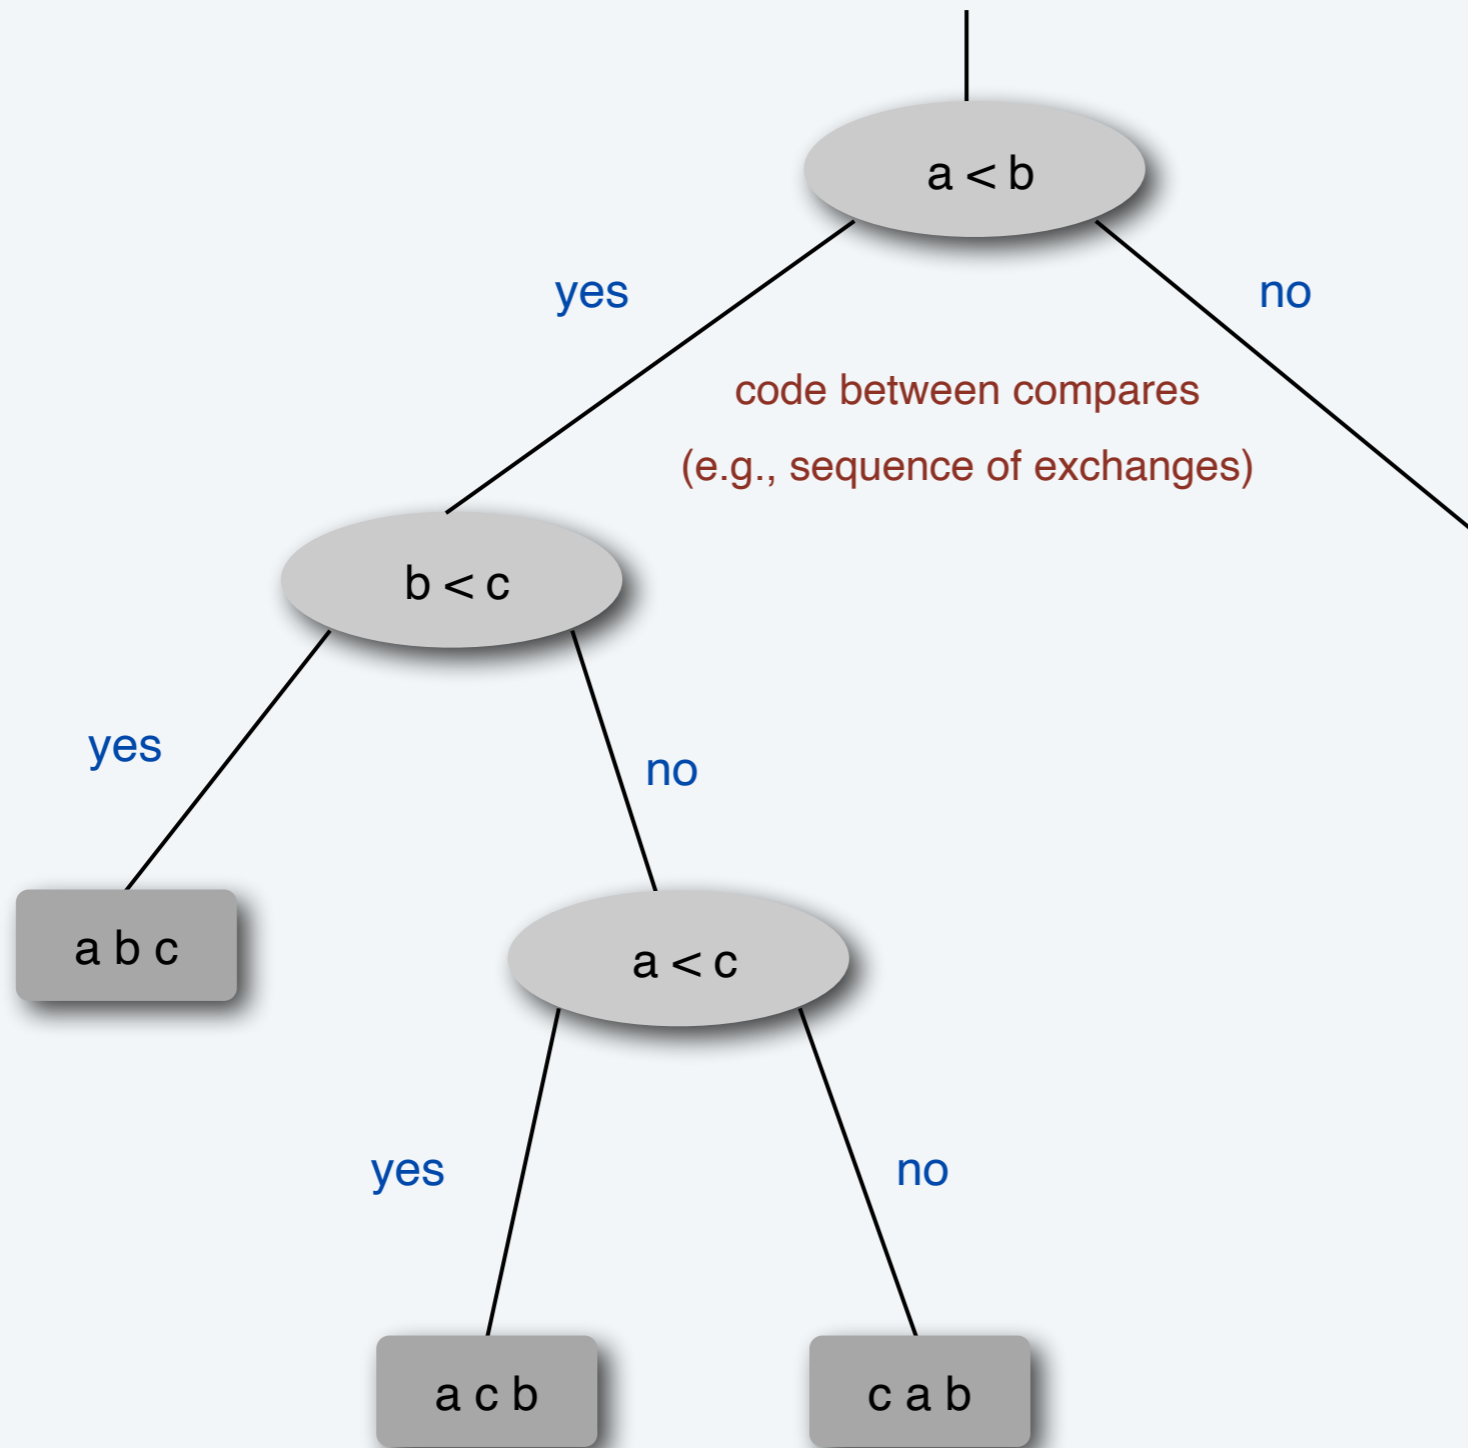 a < b
yes
no
code between compares
(e.g., sequence of exchanges)
b < c
yes
no
a b c
a < c
yes
no
a c b
c a b